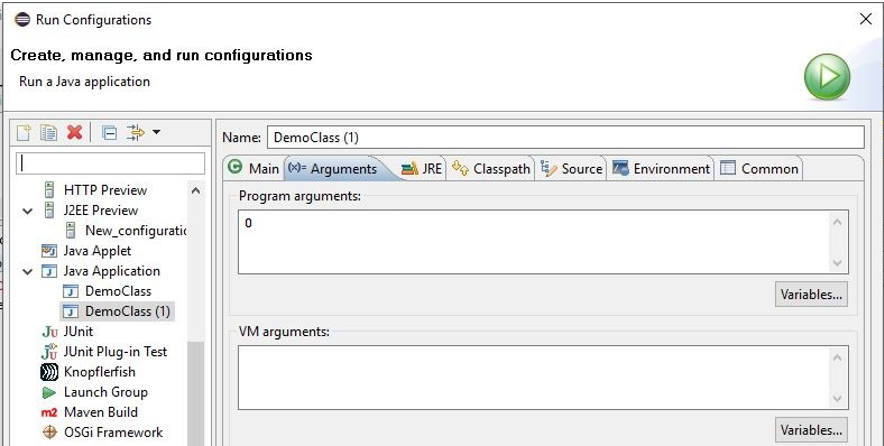 Run Configurations
Create, manage, and run configurations
Run a Java application
Name: DemoClass (1)
Main (x)= Arguments JRE Classpath Source Environment Common
HTTP Preview
J2EE Preview
New_configuratic
Java Applet
Java Application
DemoClass
DemoClass (1)
JUnit
JUnit Plug-in Test
Knopflerfish
Launch Group
m2 Maven Build
OSGi Framework
Program arguments:
0
Variables...
VM arguments:
Variables...